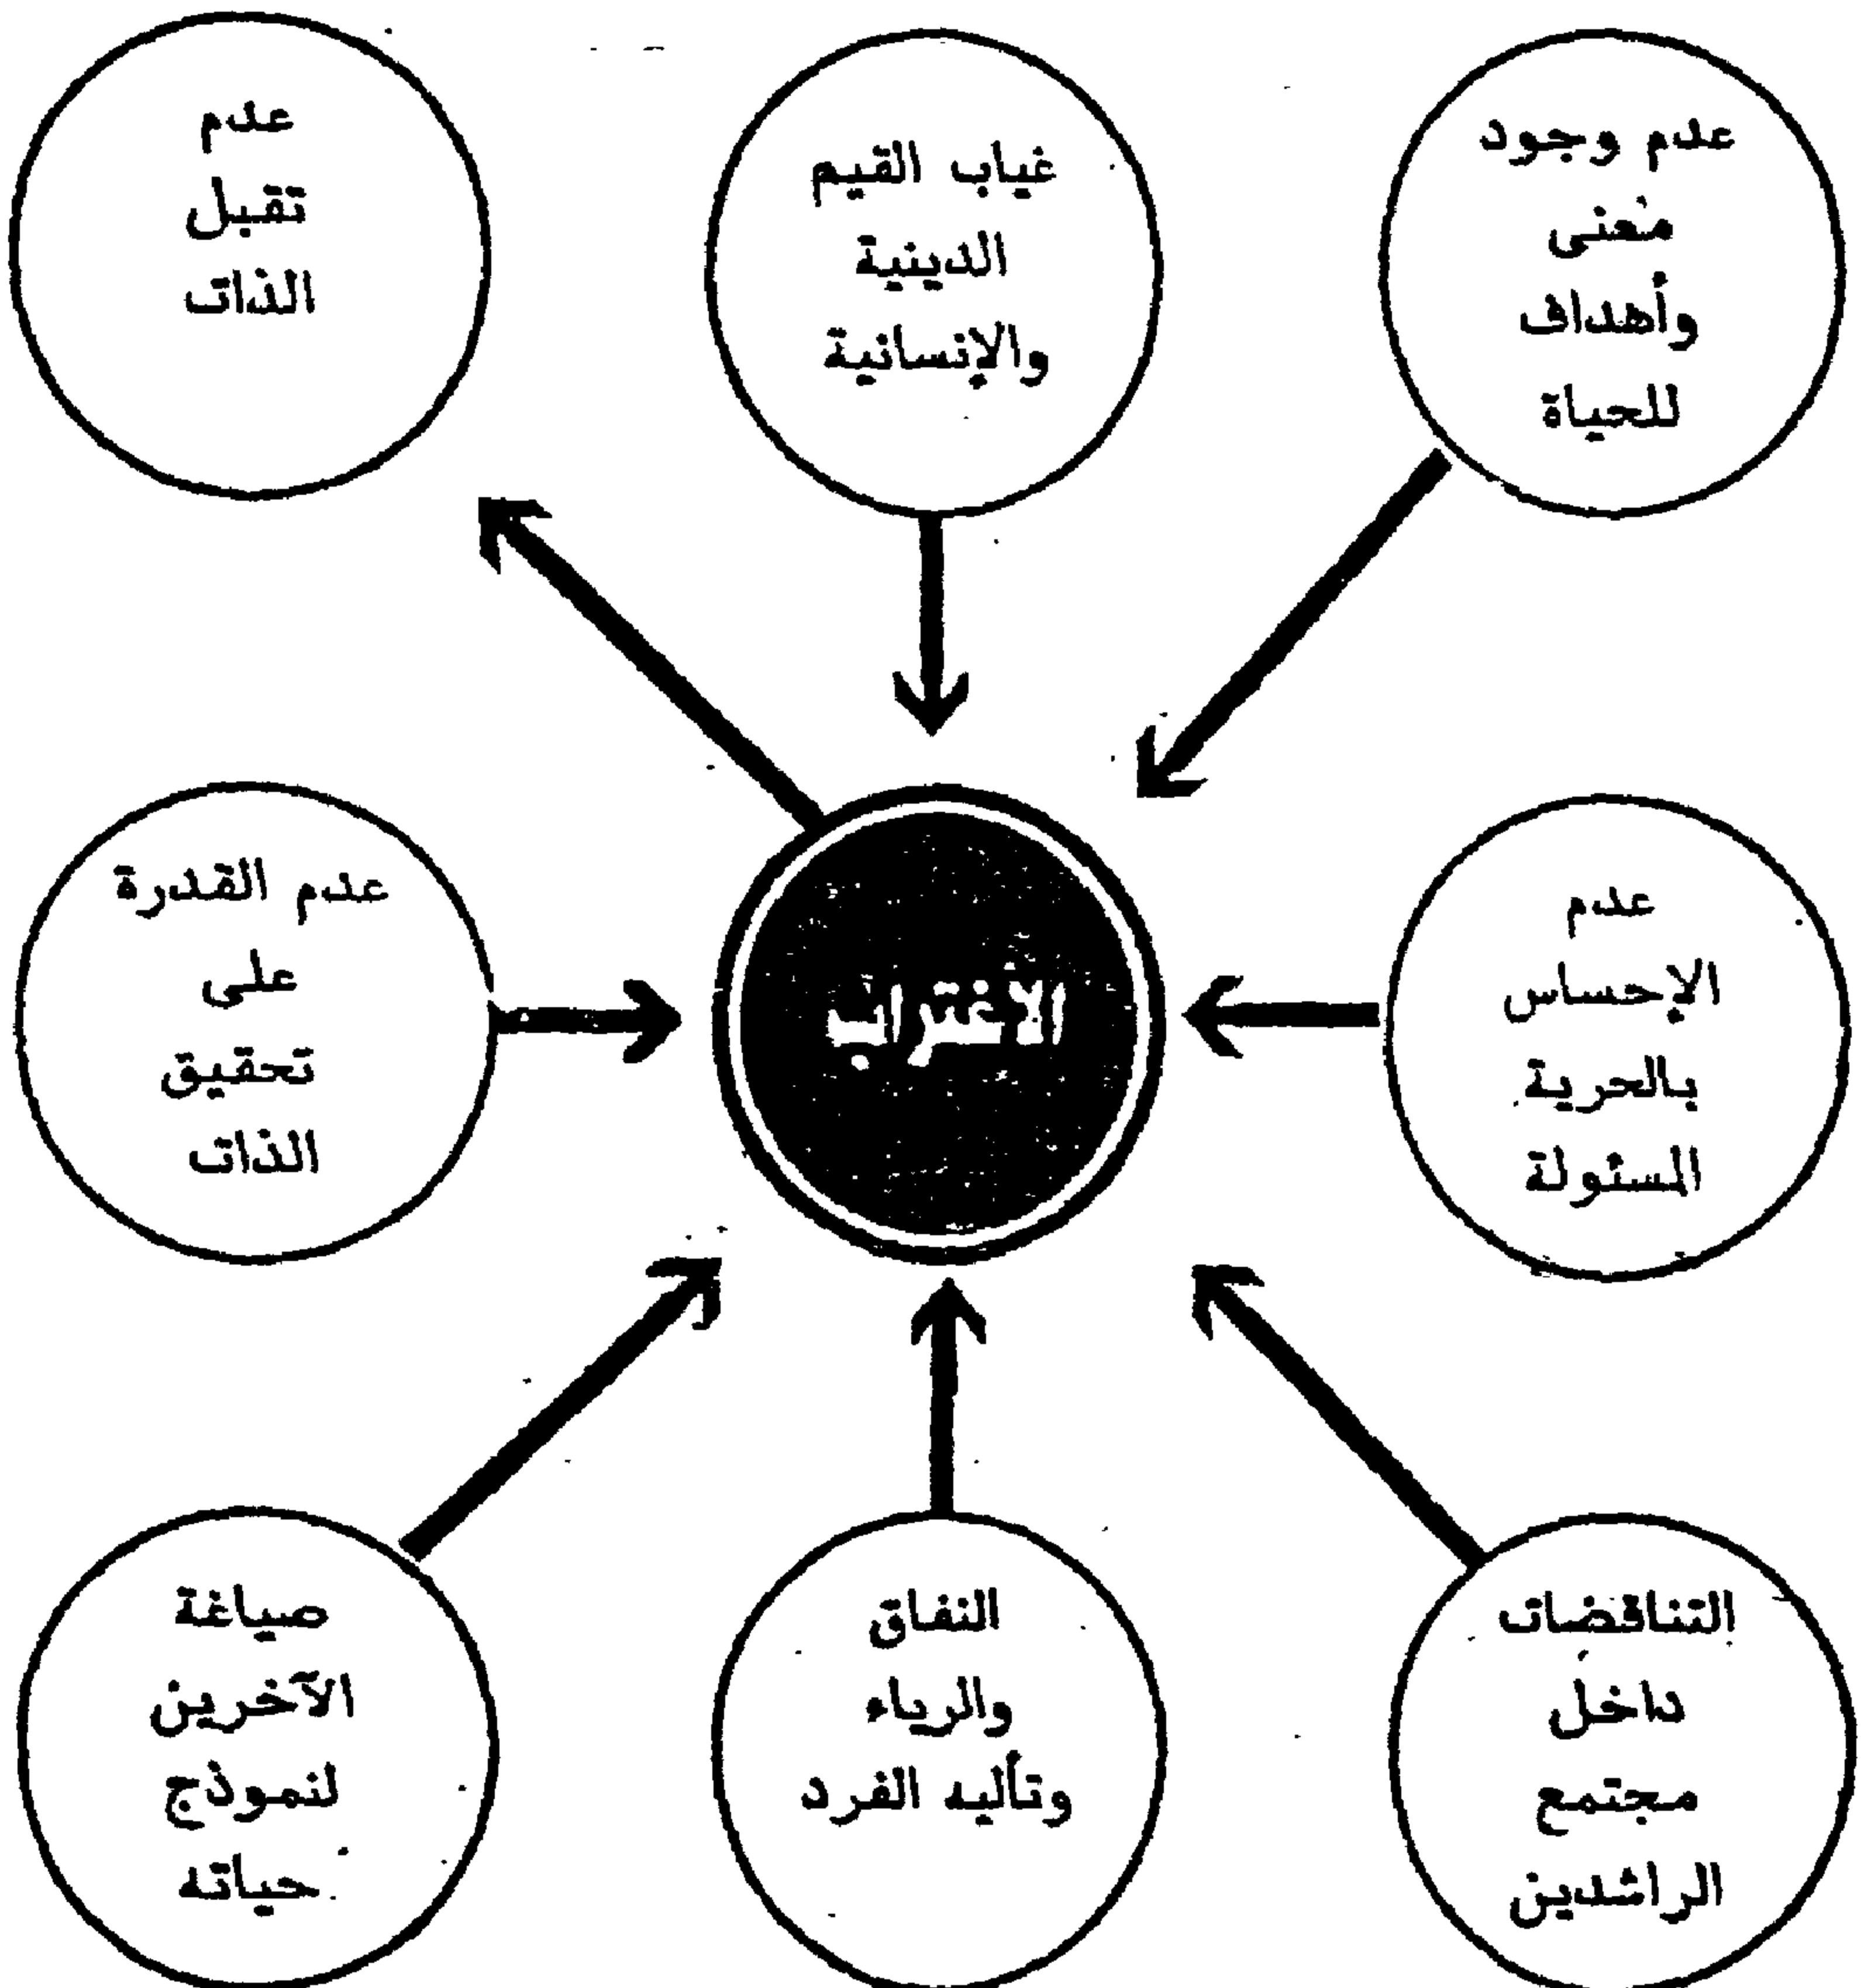 عدم وجود
معنى
وأهداف
للحياة
غياب القيم
الدينية
والإنسانية
عدم
تقبل
الذات
عدم
الإحساس
بالحرية
المسئولة
عدم القدرة
على
تحقيق
الذات
التناقضات
داخل
مجتمع
الراشدين
النفاق
والرياء
وتأليه الفرد
صياغة
الآخرين
لنموذج
حياته